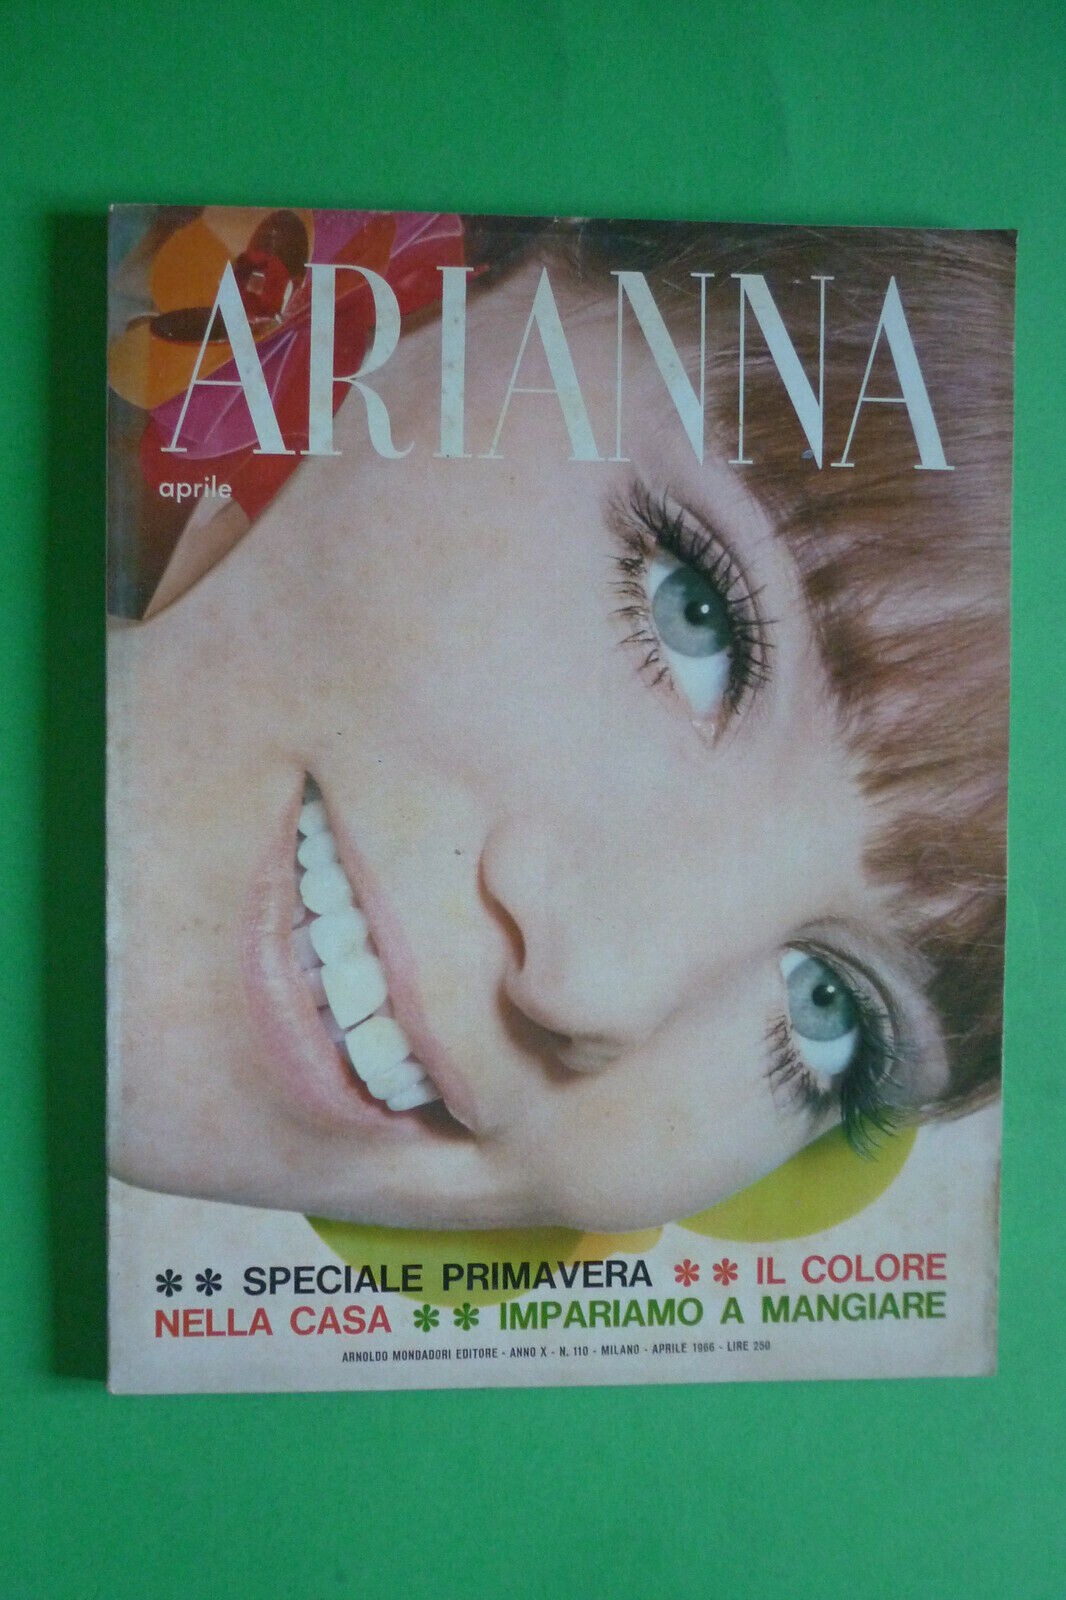 ARIANNA
aprile
** SPECIALE PRIMAVERA ** IL COLORE
NELLA CASA ** IMPARIAMO A MANGIARE
ARNOLDO MONDADORI EDITORE - ANNO X - N. 110 - MILANO - APRILE 1966 - LIRE 250